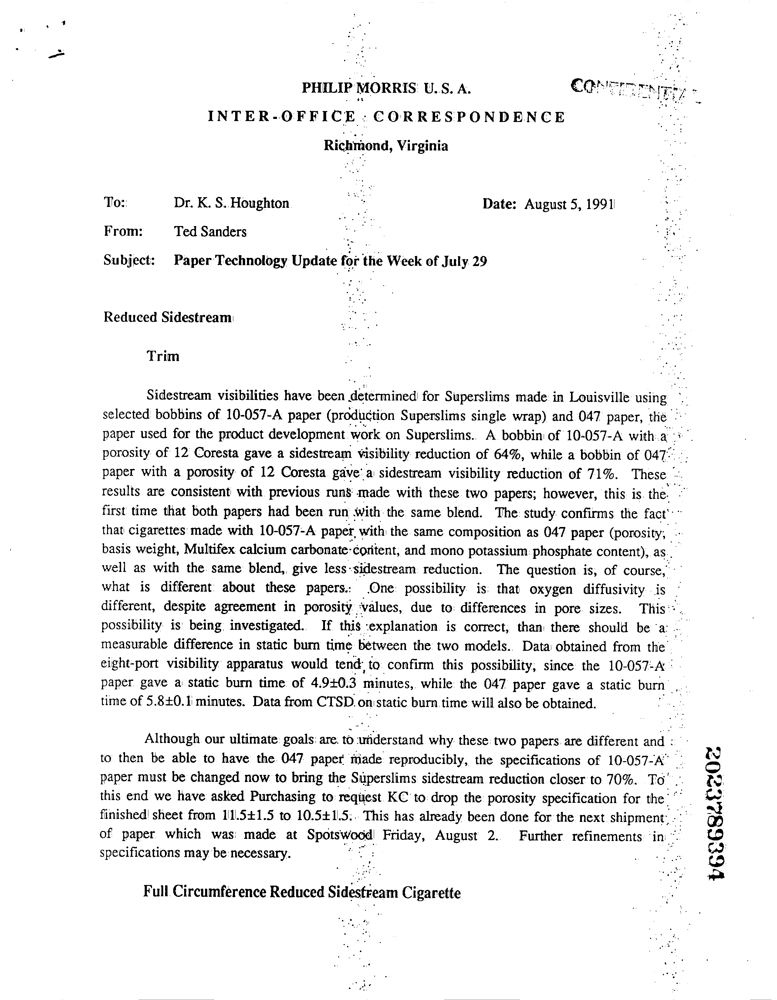 PHILIP MORRIS U. S. A.
CONFIDENTIAL
INTER-OFFICE CORRESPONDENCE
Richmond, Virginia
To: Dr. K. S. Houghton Date: August 5, 1991
From: Ted Sanders
Subject: Paper Technology Update for the Week of July 29
Reduced Sidestream
Trim
Sidestream visibilities have been determined for Superslims made in Louisville using
selected bobbins of 10-057-A paper (production Superslims single wrap) and 047 paper, the
paper used for the product development work on Superslims. A bobbin of 10-057-A with a
porosity of 12 Coresta gave a sidestream visibility reduction of 64%, while a bobbin of 047
paper with a porosity of 12 Coresta gave a sidestream visibility reduction of 71%. These
results are consistent with previous runs made with these two papers; however, this is the
first time that both papers had been run with the same blend. The study confirms the fact
that cigarettes made with 10-057-A paper with the same composition as 047 paper (porosity,
basis weight, Multifex calcium carbonate content, and mono potassium phosphate content), as
well as with the same blend, give less sidestream reduction. The question is, of course,
what is different about these papers. One possibility is that oxygen diffusivity is
different, despite agreement in porosity values, due to differences in pore sizes. This
possibility is being investigated. If this explanation is correct, than there should be a
measurable difference in static burn time between the two models. Data obtained from the
eight-port visibility apparatus would tend to confirm this possibility, since the 10-057-A
paper gave a static burn time of 4.9±0.3 minutes, while the 047 paper gave a static burn
time of 5.8±0.1 minutes. Data from CTSD on static burn time will also be obtained.
Although our ultimate goals are to understand why these two papers are different and
to then be able to have the 047 paper made reproducibly, the specifications of 10-057-A
paper must be changed now to bring the Superslims sidestream reduction closer to 70%. To
this end we have asked Purchasing to request KC to drop the porosity specification for the
finished sheet from 11.5±1.5 to 10.5±1.5. This has already been done for the next shipment
of paper which was made at Spotswood Friday, August 2. Further refinements in
specifications may be necessary.
Full Circumference Reduced Sidestream Cigarette
2023789394